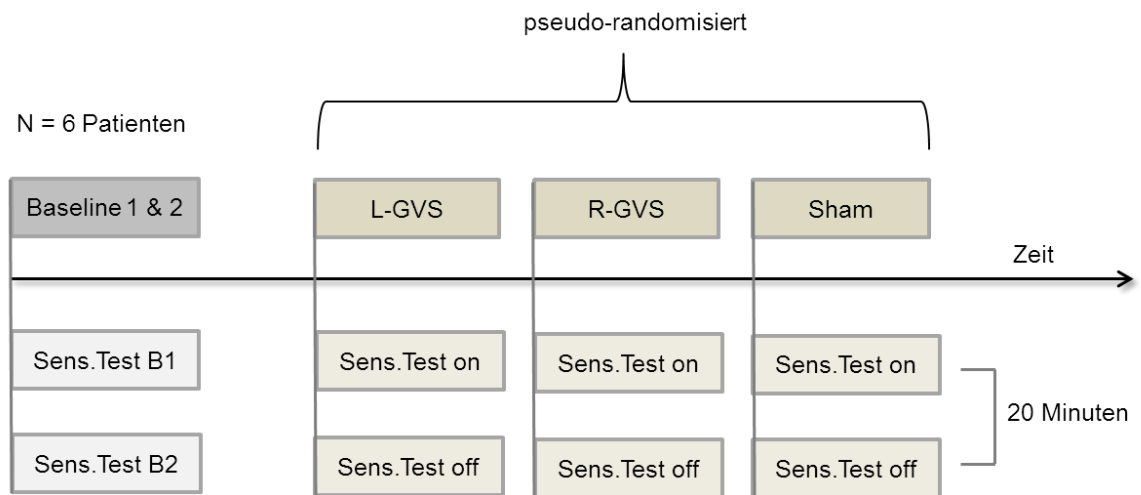 pseudo-randomisiert
N = 6 Patienten
Baseline 1 & 2
L-GVS
R-GVS
Sham
Zeit
Sens.Test B1
Sens.Test on
Sens.Test on
Sens.Test on
20 Minuten
Sens.Test B2
Sens.Test off
Sens.Test off
Sens.Test off